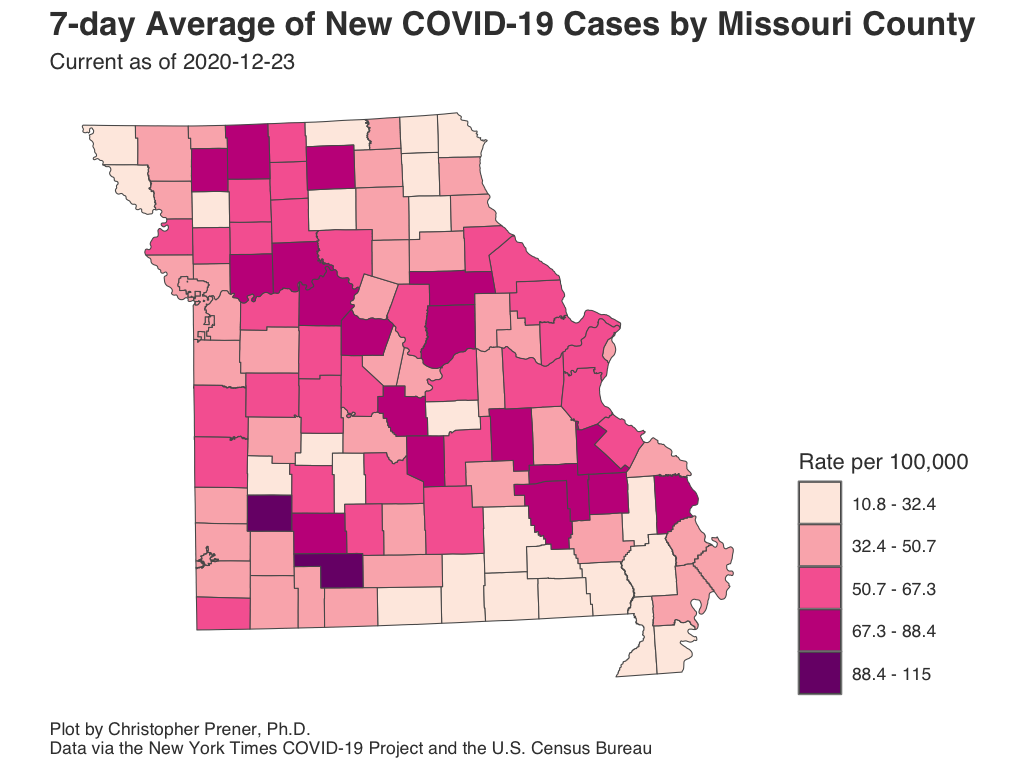 7-day Average of New COVID-19 Cases by Missouri County
Current as of 2020-12-23
Rate per 100,000
10.8 - 32.4
32.4 - 50.7
50.7 - 67.3
67.3 - 88.4
88.4 - 115
Plot by Christopher Prener, Ph.D.
Data via the New York Times COVID-19 Project and the U.S. Census Bureau